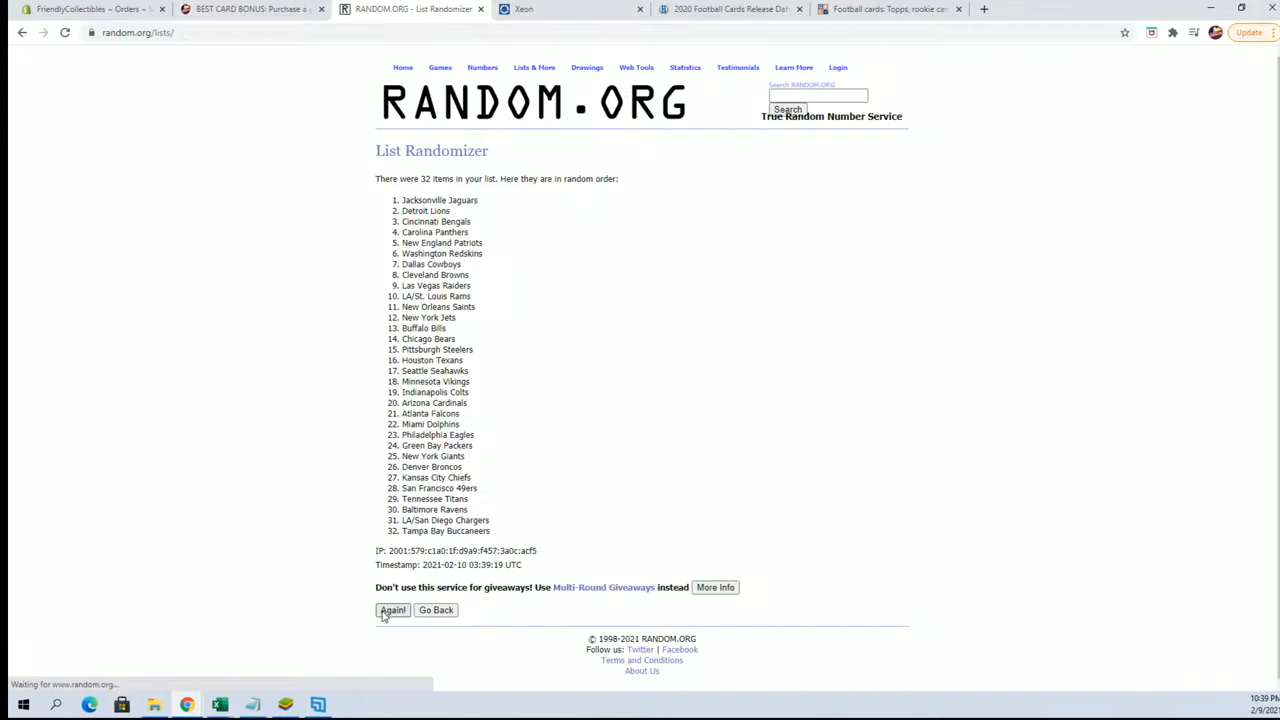 FriendlyCollectibles ~ Orders ~ S
BEST CARD BONUS: Purchase a
RANDOM.ORG - List Randomizer
Xeon
2020 Football Cards Release Dat
Football cards: Topps, rookie car
random.org/lists/
Update
Home Games Numbers Lists & More Drawings Web Tools Statistics Testimonials Learn More Login
RANDOM.ORG
Search RANDOM.ORG
Search
True Random Number Service
List Randomizer
There were 32 items in your list. Here they are in random order:
1. Jacksonville Jaguars
2. Detroit Lions
3. Cincinnati Bengals
4. Carolina Panthers
5. New England Patriots
6. Washington Redskins
7. Dallas Cowboys
8. Cleveland Browns
9. Las Vegas Raiders
10. LA/St. Louis Rams
11. New Orleans Saints
12. New York Jets
13. Buffalo Bills
14. Chicago Bears
15. Pittsburgh Steelers
16. Houston Texans
17. Seattle Seahawks
18. Minnesota Vikings
19. Indianapolis Colts
20. Arizona Cardinals
21. Atlanta Falcons
22. Miami Dolphins
23. Philadelphia Eagles
24. Green Bay Packers
25. New York Giants
26. Denver Broncos
27. Kansas City Chiefs
28. San Francisco 49ers
29. Tennessee Titans
30. Baltimore Ravens
31. LA/San Diego Chargers
32. Tampa Bay Buccaneers
IP: 2001:579:c1a0:1f:d9a9:f457:3a0c:acf5
Timestamp: 2021-02-10 03:39:19 UTC
Don't use this service for giveaways! Use Multi-Round Giveaways instead More Info
Again! Go Back
© 1998-2021 RANDOM.ORG
Follow us: Twitter | Facebook
Terms and Conditions
About Us
Waiting for www.random.org...
10:39 PM
2/9/2021